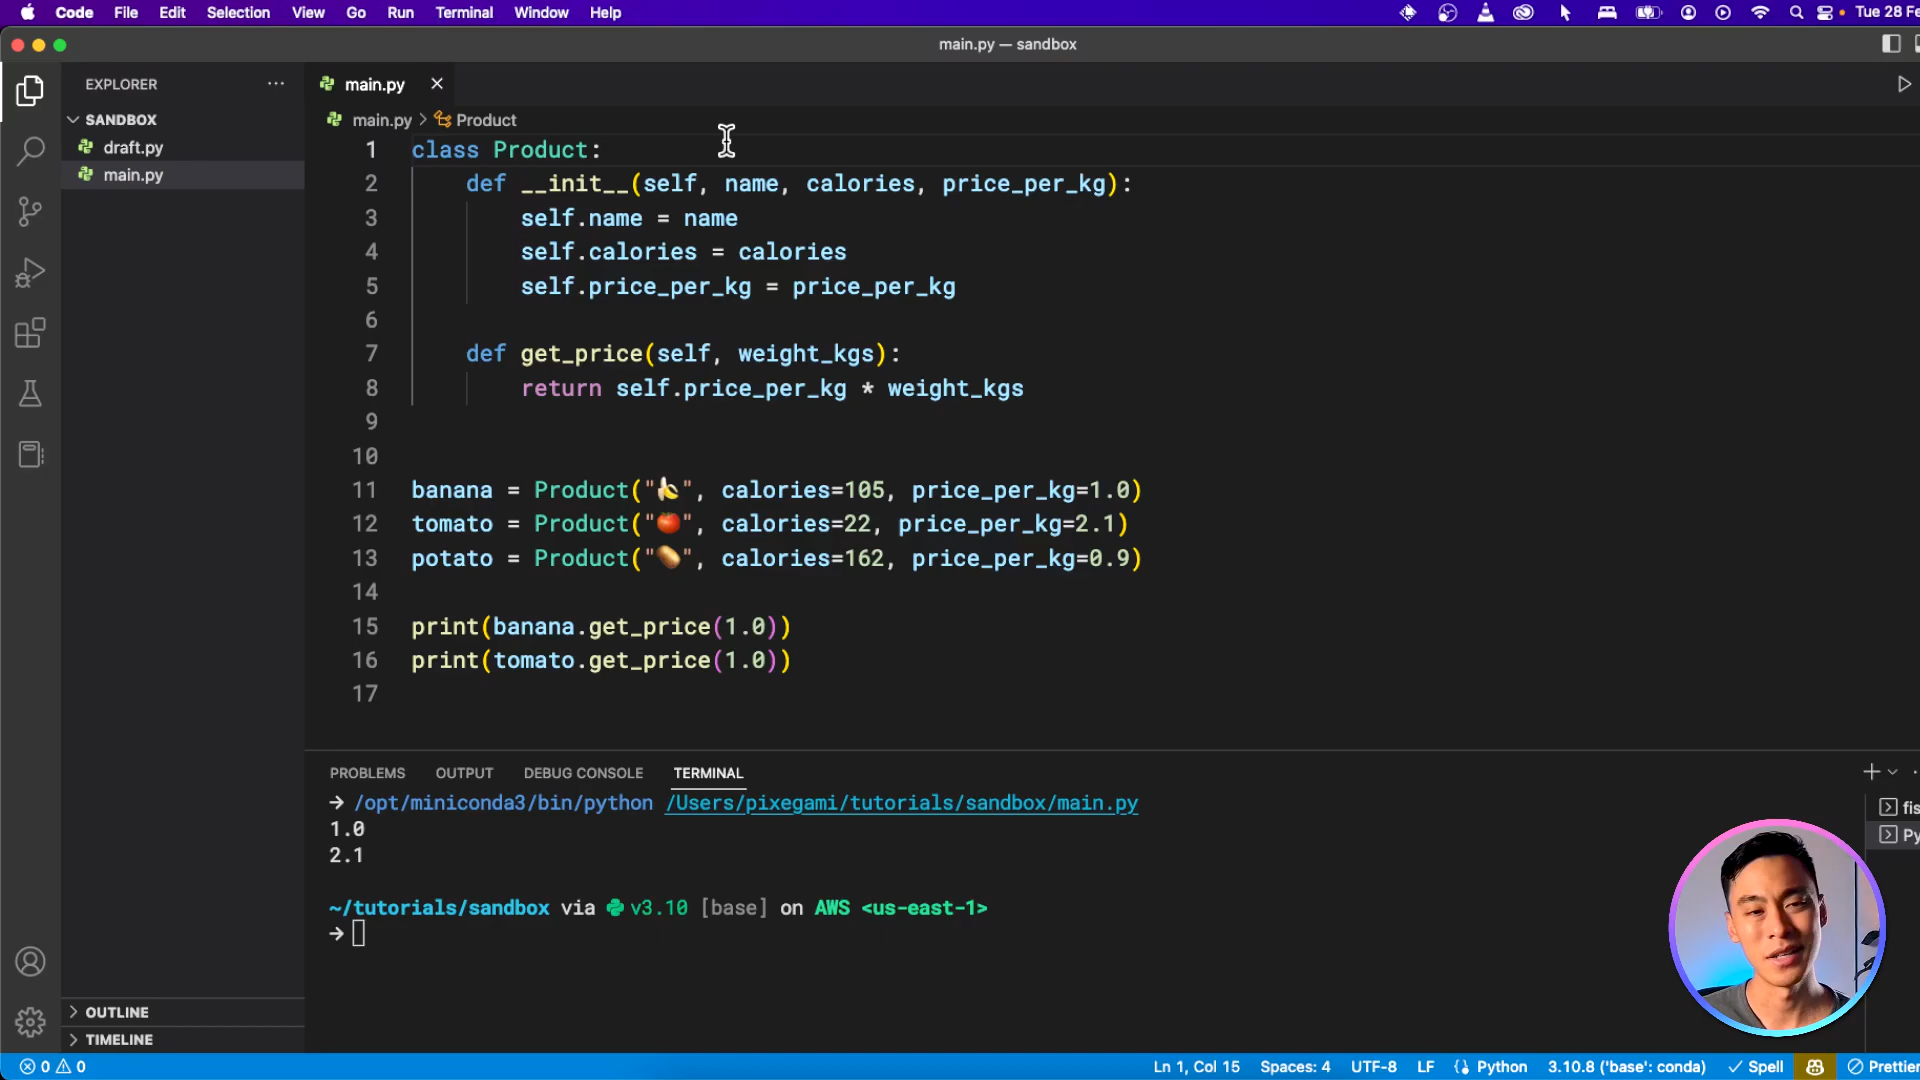 Code File Edit Selection View Go Run Terminal Window Help Tue 28 Fe
main.py — sandbox
EXPLORER ···
SANDBOX
draft.py
main.py
main.py
main.py > Product
1 class Product:
2 def __init__(self, name, calories, price_per_kg):
3 self.name = name
4 self.calories = calories
5 self.price_per_kg = price_per_kg
6
7 def get_price(self, weight_kgs):
8 return self.price_per_kg * weight_kgs
9
10
11 banana = Product("🍌", calories=105, price_per_kg=1.0)
12 tomato = Product("🍅", calories=22, price_per_kg=2.1)
13 potato = Product("🥔", calories=162, price_per_kg=0.9)
14
15 print(banana.get_price(1.0))
16 print(tomato.get_price(1.0))
17
PROBLEMS OUTPUT DEBUG CONSOLE TERMINAL
→ /opt/miniconda3/bin/python /Users/pixegami/tutorials/sandbox/main.py
1.0
2.1
~/tutorials/sandbox via v3.10 [base] on AWS <us-east-1>
→
fis
Py
OUTLINE
TIMELINE
0 0 Ln 1, Col 15 Spaces: 4 UTF-8 LF Python 3.10.8 ('base': conda) Spell Prettier